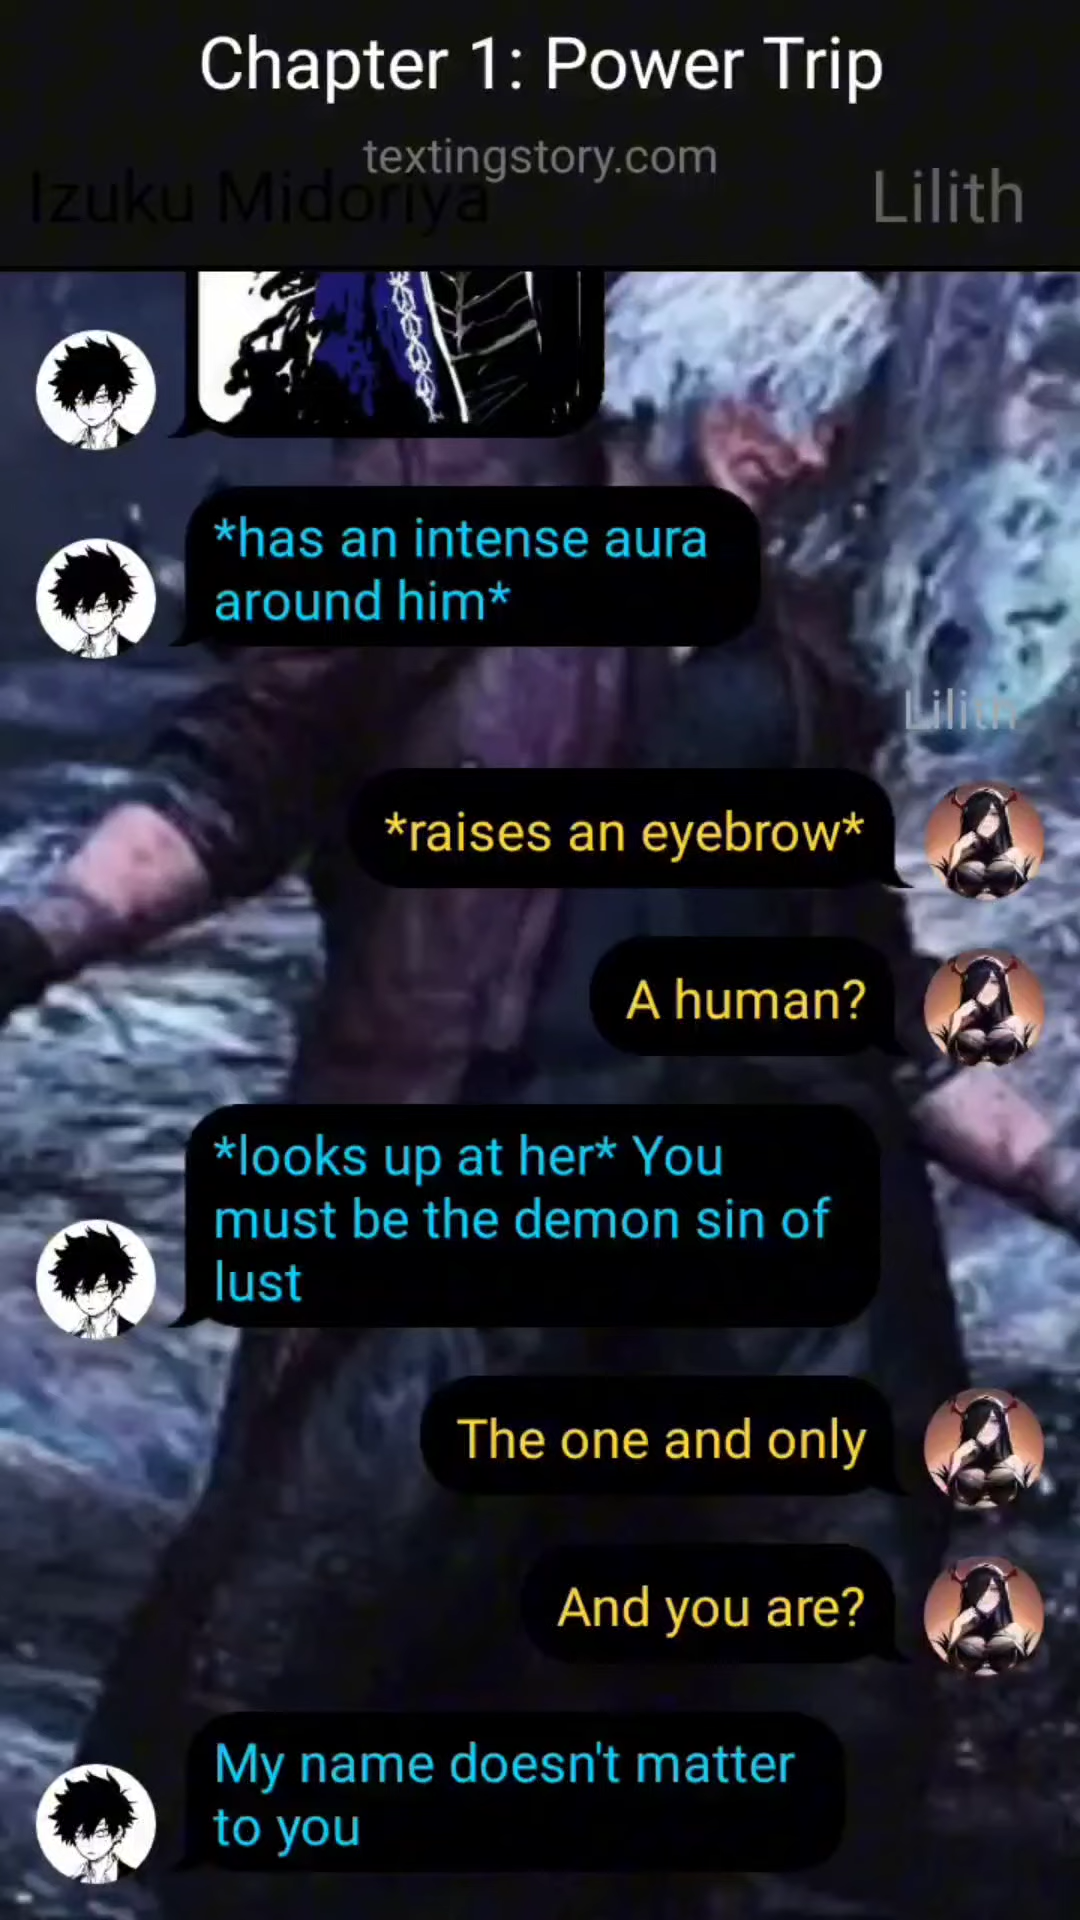 Chapter 1: Power Trip
textingstory.com
Izuku Midoriya
Lilith
*has an intense aura
around him*
Lilith
*raises an eyebrow*
A human?
*looks up at her* You
must be the demon sin of
lust
The one and only
And you are?
My name doesn't matter
to you